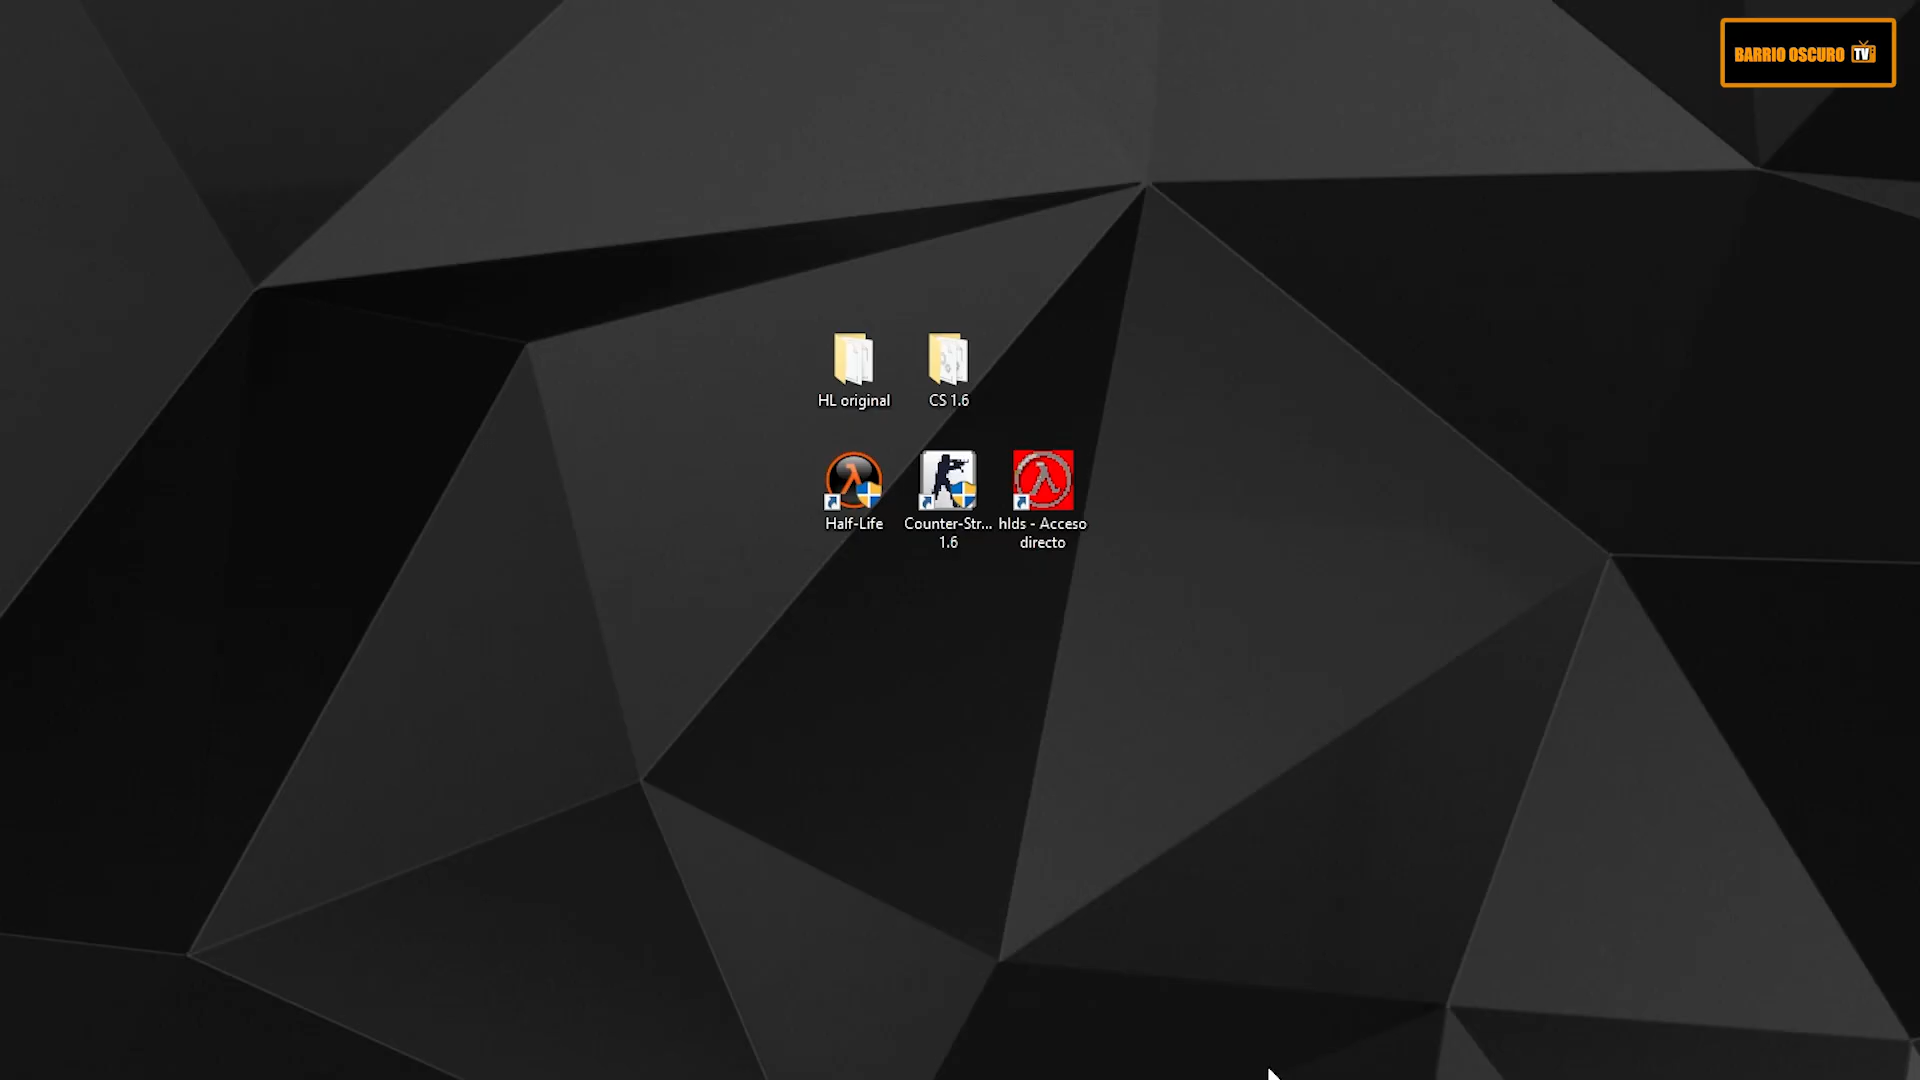 BARRIO OSCURO TV
HL original
CS 1.6
Half-Life
Counter-Str...
1.6
hlds - Acceso
directo